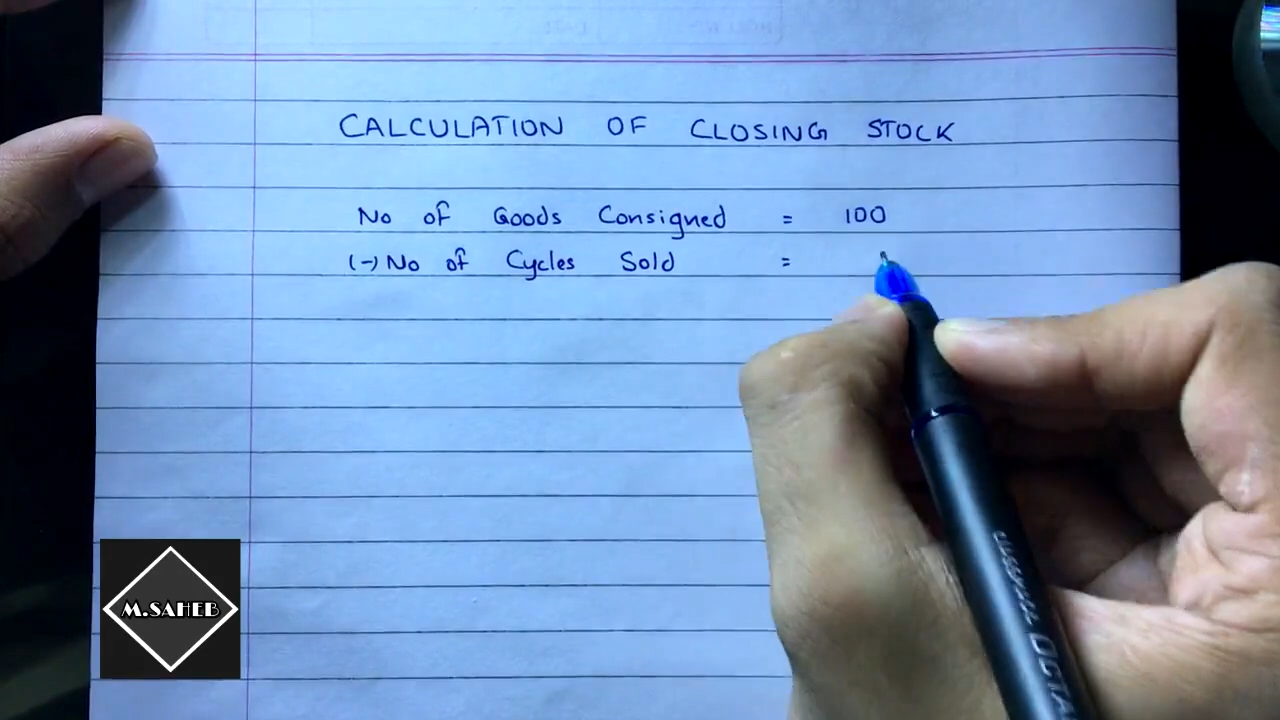 CALCULATION OF CLOSING STOCK
No of Goods Consigned = 100
(-) No of Cycles Sold =
M.SAHEB